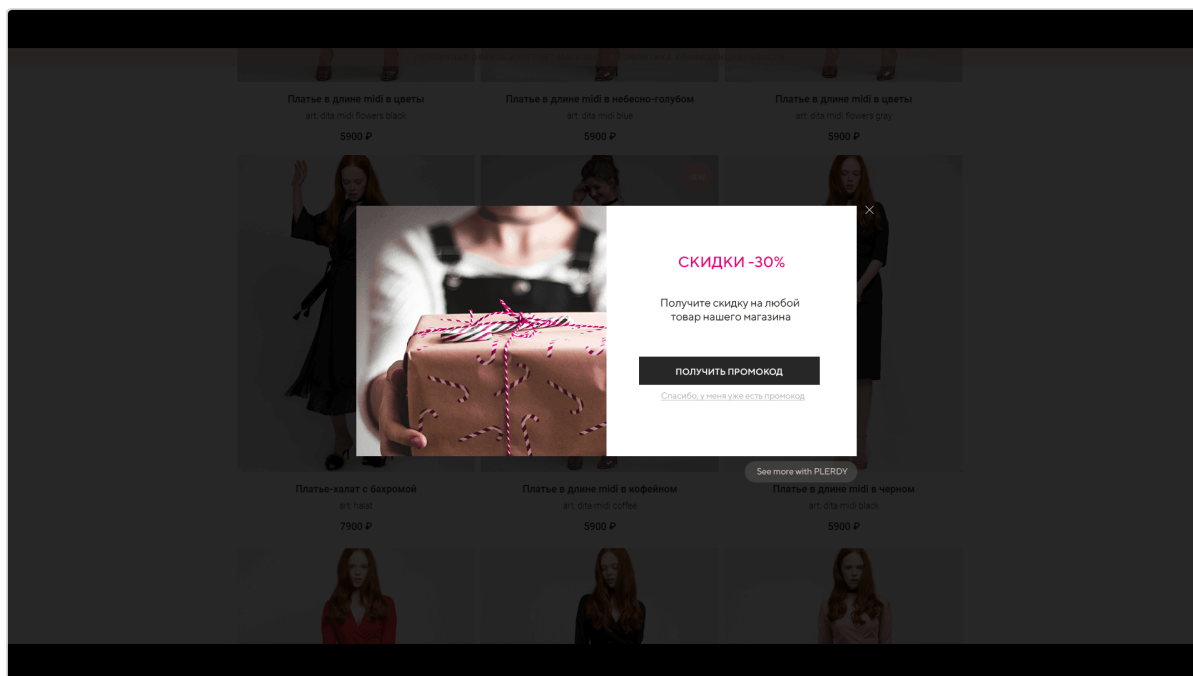 Платье в длине midi в цветы
Платье в длине midi в небесно-голубом
Платье в длине midi в цветы
art: dita midi flowers black
art: dita midi blue
art: dita midi flowers gray
5900 ₽
5900 ₽
5900 ₽
NEW
СКИДКИ -30%
Получите скидку на любой
товар нашего магазина
ПОЛУЧИТЬ ПРОМОКОД
Спасибо, у меня уже есть промокод
See more with PLERDY
Платье-халат с бахромой
Платье в длине midi в кофейном
Платье в длине midi в черном
art: halat
art: dita midi coffee
art: dita midi black
7900 ₽
5900 ₽
5900 ₽